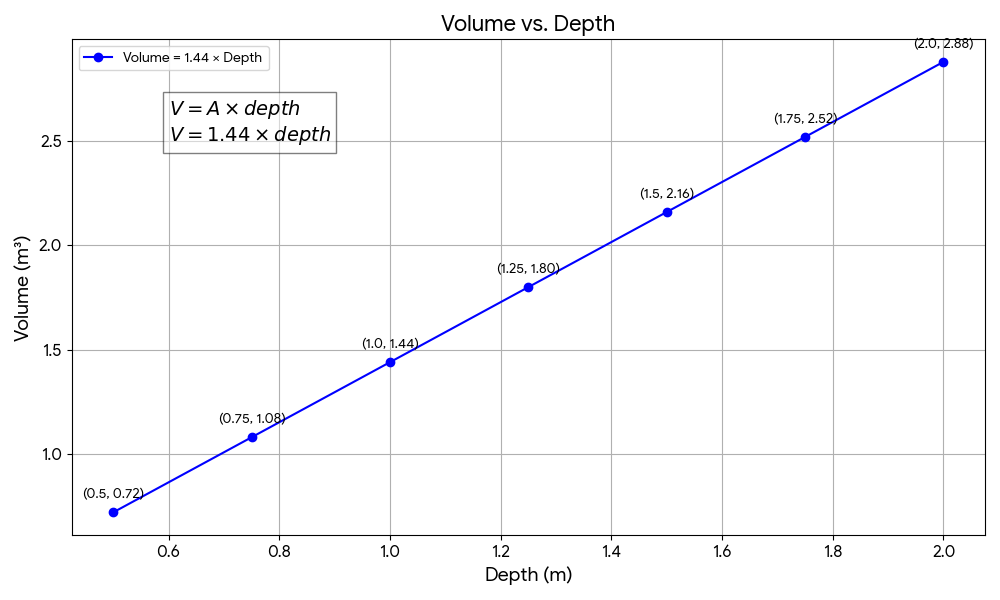 Volume vs. Depth
Volume = 1.44 × Depth
V = A × depth
V = 1.44 × depth
(2.0, 2.88)
(1.75, 2.52)
(1.5, 2.16)
(1.25, 1.80)
(1.0, 1.44)
(0.75, 1.08)
(0.5, 0.72)
Volume (m³)
2.5
2.0
1.5
1.0
0.6 0.8 1.0 1.2 1.4 1.6 1.8 2.0
Depth (m)